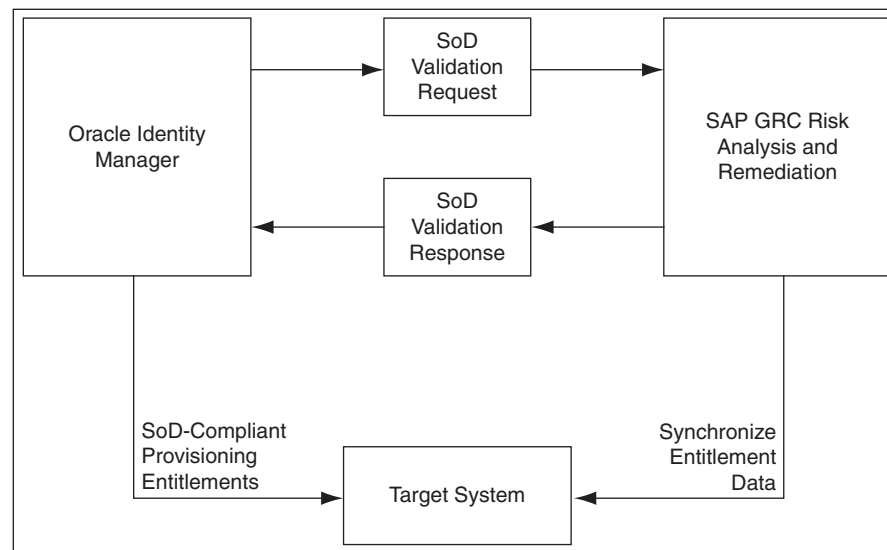 SoD
Validation
Request
Oracle Identity
Manager
SAP GRC Risk
Analysis and
Remediation
SoD
Validation
Response
SoD-Compliant
Provisioning
Entitlements
Synchronize
Entitlement
Data
Target System